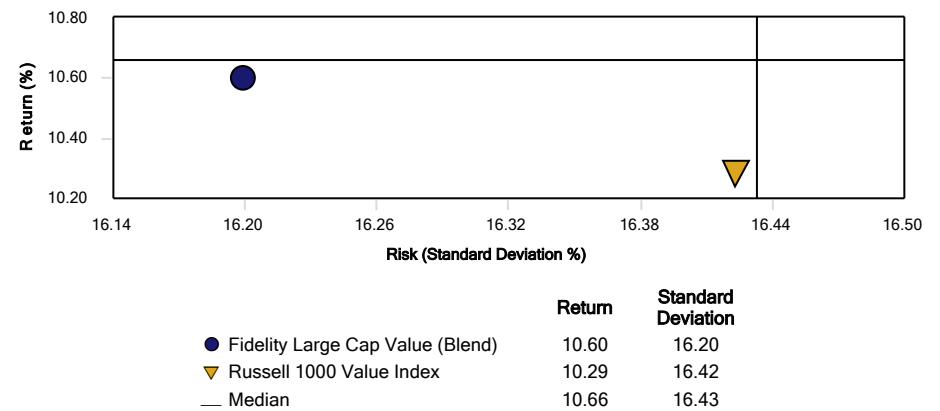 10.80
10.60
10.40
10.20
Return (%)
16.14 16.20 16.26 16.32 16.38 16.44 16.50
Risk (Standard Deviation %)
Return Standard Deviation
Fidelity Large Cap Value (Blend) 10.60 16.20
Russell 1000 Value Index 10.29 16.42
Median 10.66 16.43